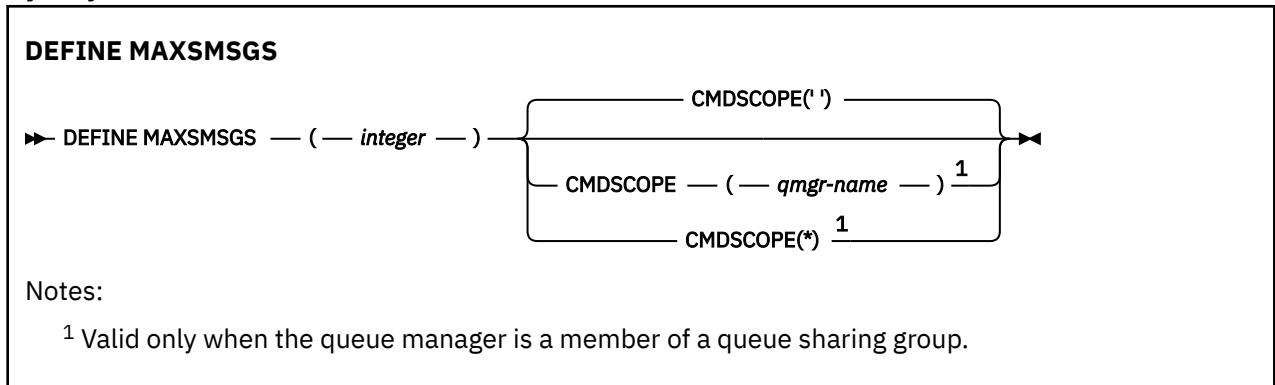 DEFINE MAXSMSGS
CMDSCOPE(' ')
DEFINE MAXSMSGS ( integer )
CMDSCOPE ( qmgr-name ) 1
CMDSCOPE(*) 1
Notes:
1 Valid only when the queue manager is a member of a queue sharing group.